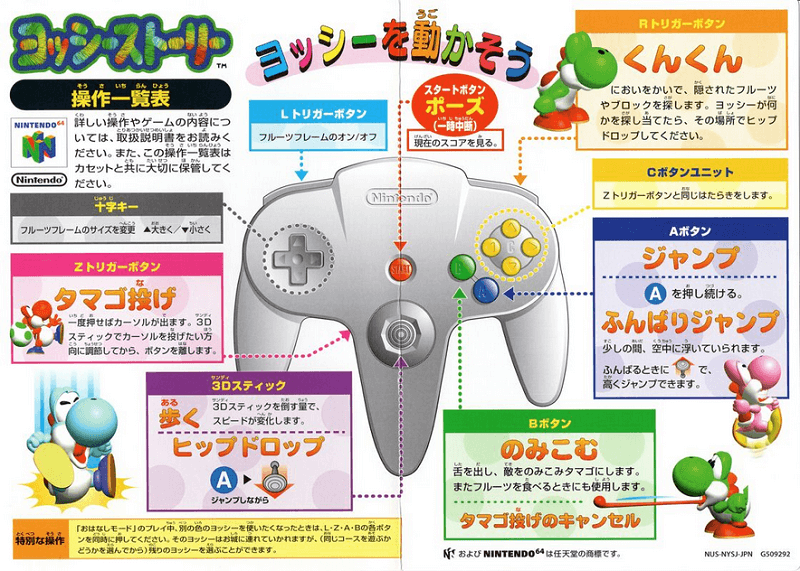 ヨッシーストーリー™
操作一覧表
そうさいちらんひょう
NINTENDO 64
Nintendo
詳しい操作やゲームの内容につ
いては、取扱説明書をお読みく
ださい。また、この操作一覧表は
カセットと共に大切に保管してく
ださい。
ヨッシーを動かそう
うご
Lトリガーボタン
フルーツフレームのオン/オフ
スタートボタン
ポーズ
(一時中断)
現在のスコアを見る。
Rトリガーボタン
くんくん
においをかいで、隠されたフルーツ
やブロックを探します。ヨッシーが何
かを探し当てたら、その場所でヒップ
ドロップしてください。
Cボタンユニット
Zトリガーボタンと同じはたらきをします。
十字キー
フルーツフレームのサイズを変更 ▲大きく/▼小さく
Zトリガーボタン
タマゴ投げ
一度押せばカーソルが出ます。3D
スティックでカーソルを投げたい方
向に調節してから、ボタンを離します。
Nintendo
START
B
A
C
Aボタン
ジャンプ
Aを押し続ける。
ふんばりジャンプ
少しの間、空中に浮いていられます。
ふんばるときに で、
高くジャンプできます。
3Dスティック
歩く
3Dスティックを倒す量で、
スピードが変化します。
ヒップドロップ
A
ジャンプしながら
Bボタン
のみこむ
舌を出し、敵をのみこみタマゴにします。
またフルーツを食べるときにも使用します。
タマゴ投げのキャンセル
特別な操作
「おはなしモード」のプレイ中、別の色のヨッシーを使いたくなったときは、L・Z・A・Bの各ボタ
ンを同時に押してください。そのヨッシーはお城に連れていかれますが、(同じコースを遊ぶか
どうかを選んでから)残りのヨッシーを選ぶことができます。
および NINTENDO64 は任天堂の商標です。
NUS-NYSJ-JPN G509292